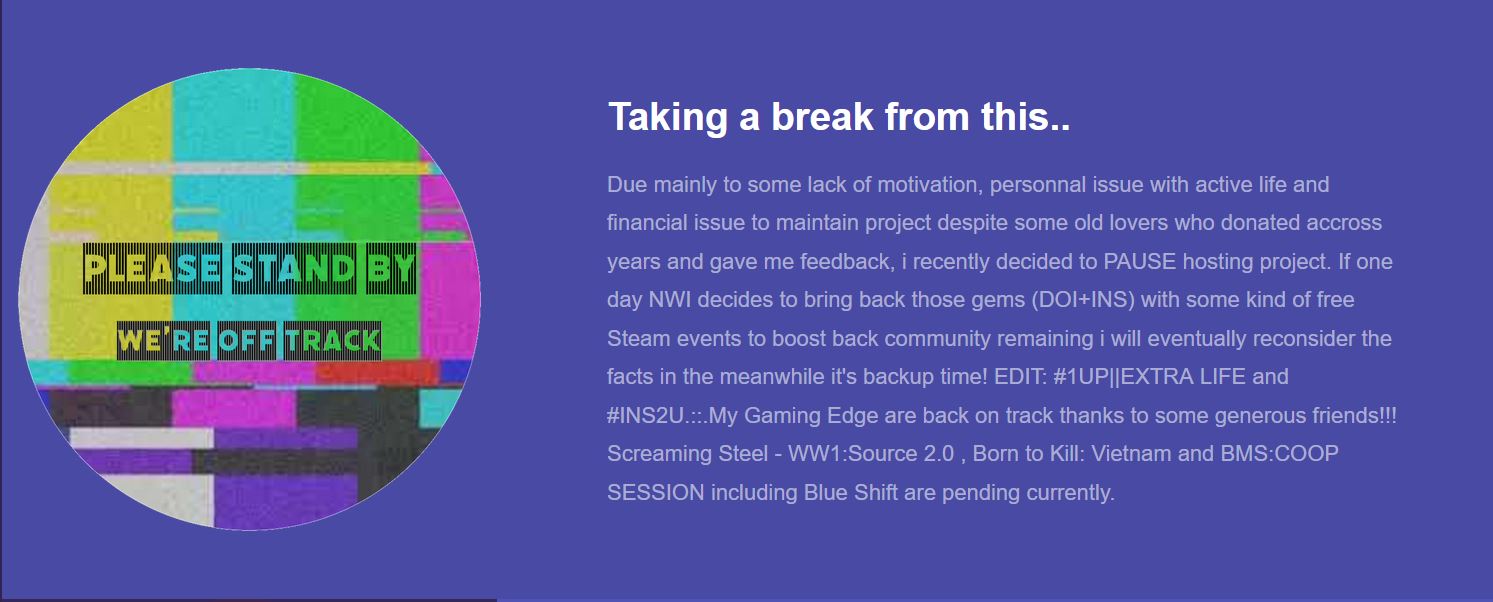 PLEASE STAND BY
WE'RE OFF TRACK
Taking a break from this..
Due mainly to some lack of motivation, personnal issue with active life and
financial issue to maintain project despite some old lovers who donated accross
years and gave me feedback, i recently decided to PAUSE hosting project. If one
day NWI decides to bring back those gems (DOI+INS) with some kind of free
Steam events to boost back community remaining i will eventually reconsider the
facts in the meanwhile it's backup time! EDIT: #1UP||EXTRA LIFE and
#INS2U.::.My Gaming Edge are back on track thanks to some generous friends!!!
Screaming Steel - WW1:Source 2.0 , Born to Kill: Vietnam and BMS:COOP
SESSION including Blue Shift are pending currently.